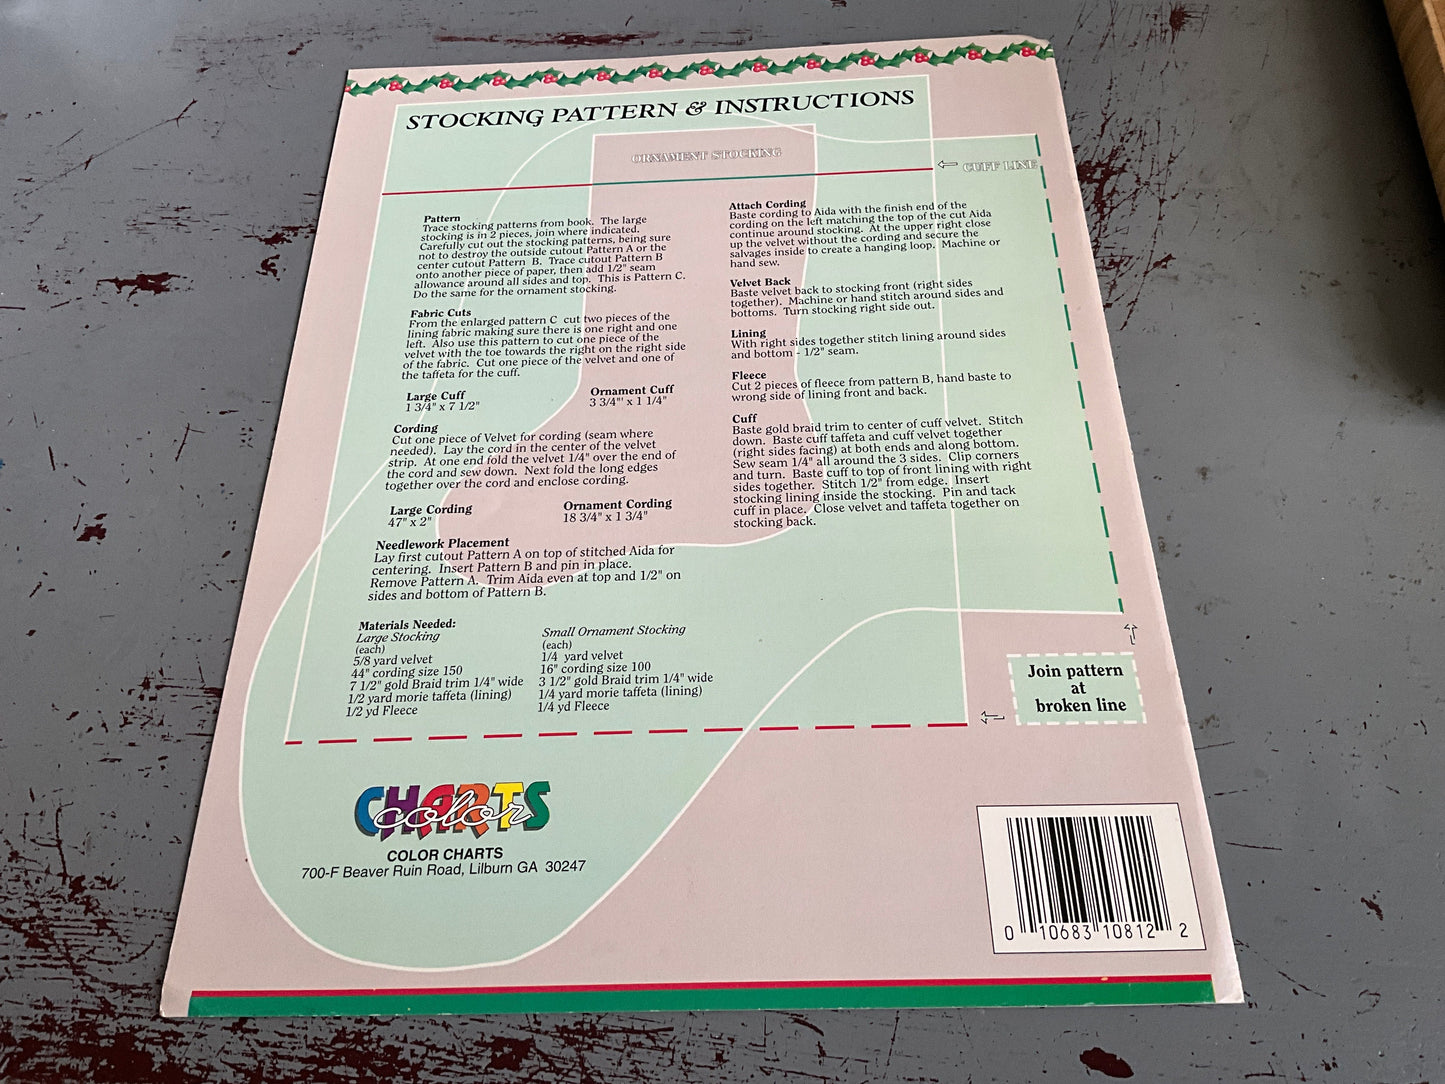 STOCKING PATTERN & INSTRUCTIONS
ORNAMENT STOCKING
CUFF LINE
Pattern
Trace stocking patterns from book. The large
stocking is in 2 pieces, join where indicated.
Carefully cut out the stocking patterns, being sure
not to destroy the outside cutout Pattern A or the
center cutout Pattern B. Trace cutout Pattern B
onto another piece of paper, then add 1/2" seam
allowance around all sides and top. This is Pattern C.
Do the same for the ornament stocking.
Fabric Cuts
From the enlarged pattern C cut two pieces of the
lining fabric making sure there is one right and one
left. Also use this pattern to cut one piece of the
velvet with the toe towards the right on the right side
of the fabric. Cut one piece of the velvet and one of
the taffeta for the cuff.
Large Cuff
1 3/4" x 7 1/2"
Ornament Cuff
3 3/4"' x 1 1/4"
Cording
Cut one piece of Velvet for cording (seam where
needed). Lay the cord in the center of the velvet
strip. At one end fold the velvet 1/4" over the end of
the cord and sew down. Next fold the long edges
together over the cord and enclose cording.
Large Cording
47" x 2"
Ornament Cording
18 3/4" x 1 3/4"
Needlework Placement
Lay first cutout Pattern A on top of stitched Aida for
centering. Insert Pattern B and pin in place.
Remove Pattern A. Trim Aida even at top and 1/2" on
sides and bottom of Pattern B.
Materials Needed:
Large Stocking
(each)
5/8 yard velvet
44" cording size 150
7 1/2" gold Braid trim 1/4" wide
1/2 yard morie taffeta (lining)
1/2 yd Fleece
Small Ornament Stocking
(each)
1/4 yard velvet
16" cording size 100
3 1/2" gold Braid trim 1/4" wide
1/4 yard morie taffeta (lining)
1/4 yd Fleece
Attach Cording
Baste cording to Aida with the finish end of the
cording on the left matching the top of the cut Aida
continue around stocking. At the upper right close
up the velvet without the cording and secure the
salvages inside to create a hanging loop. Machine or
hand sew.
Velvet Back
Baste velvet back to stocking front (right sides
together). Machine or hand stitch around sides and
bottoms. Turn stocking right side out.
Lining
With right sides together stitch lining around sides
and bottom - 1/2" seam.
Fleece
Cut 2 pieces of fleece from pattern B, hand baste to
wrong side of lining front and back.
Cuff
Baste gold braid trim to center of cuff velvet. Stitch
down. Baste cuff taffeta and cuff velvet together
(right sides facing) at both ends and along bottom.
Sew seam 1/4" all around the 3 sides. Clip corners
and turn. Baste cuff to top of front lining with right
sides together. Stitch 1/2" from edge. Insert
stocking lining inside the stocking. Pin and tack
cuff in place. Close velvet and taffeta together on
stocking back.
Join pattern
at
broken line
CHARTS
color
COLOR CHARTS
700-F Beaver Ruin Road, Lilburn GA 30247
0 10683 10812 2